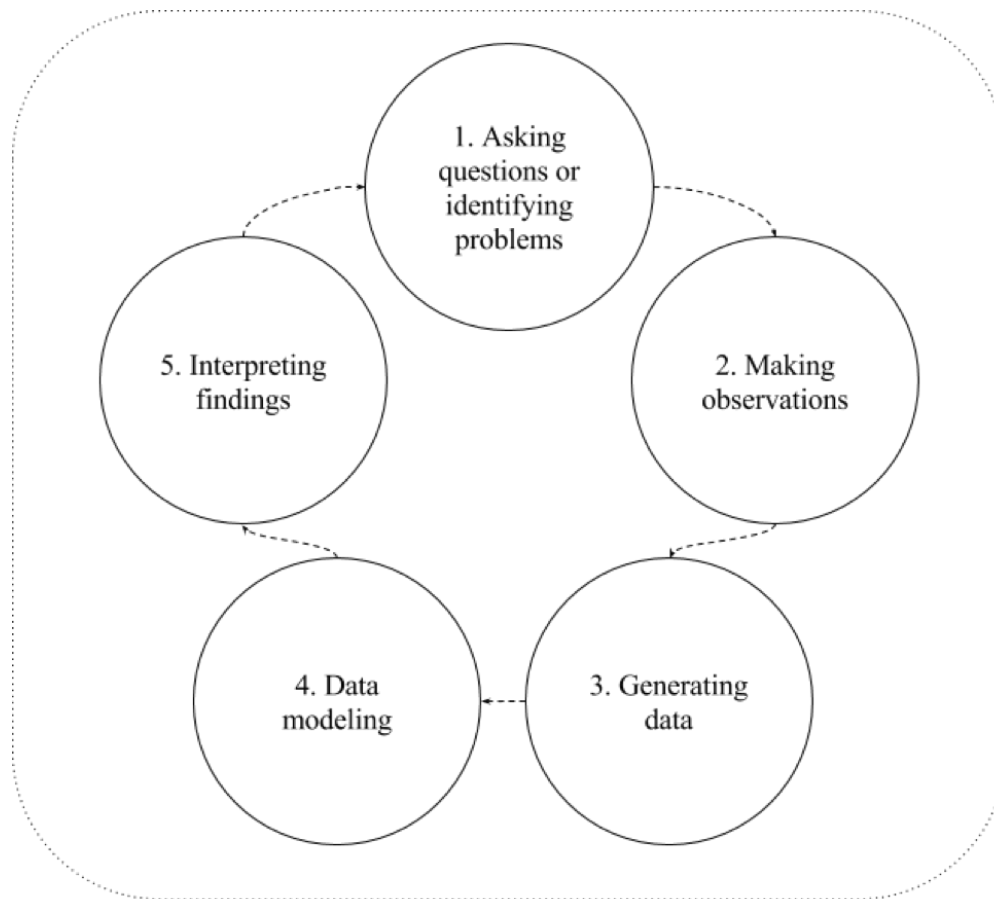 1. Asking
questions or
identifying
problems
2. Making
observations
3. Generating
data
4. Data
modeling
5. Interpreting
findings